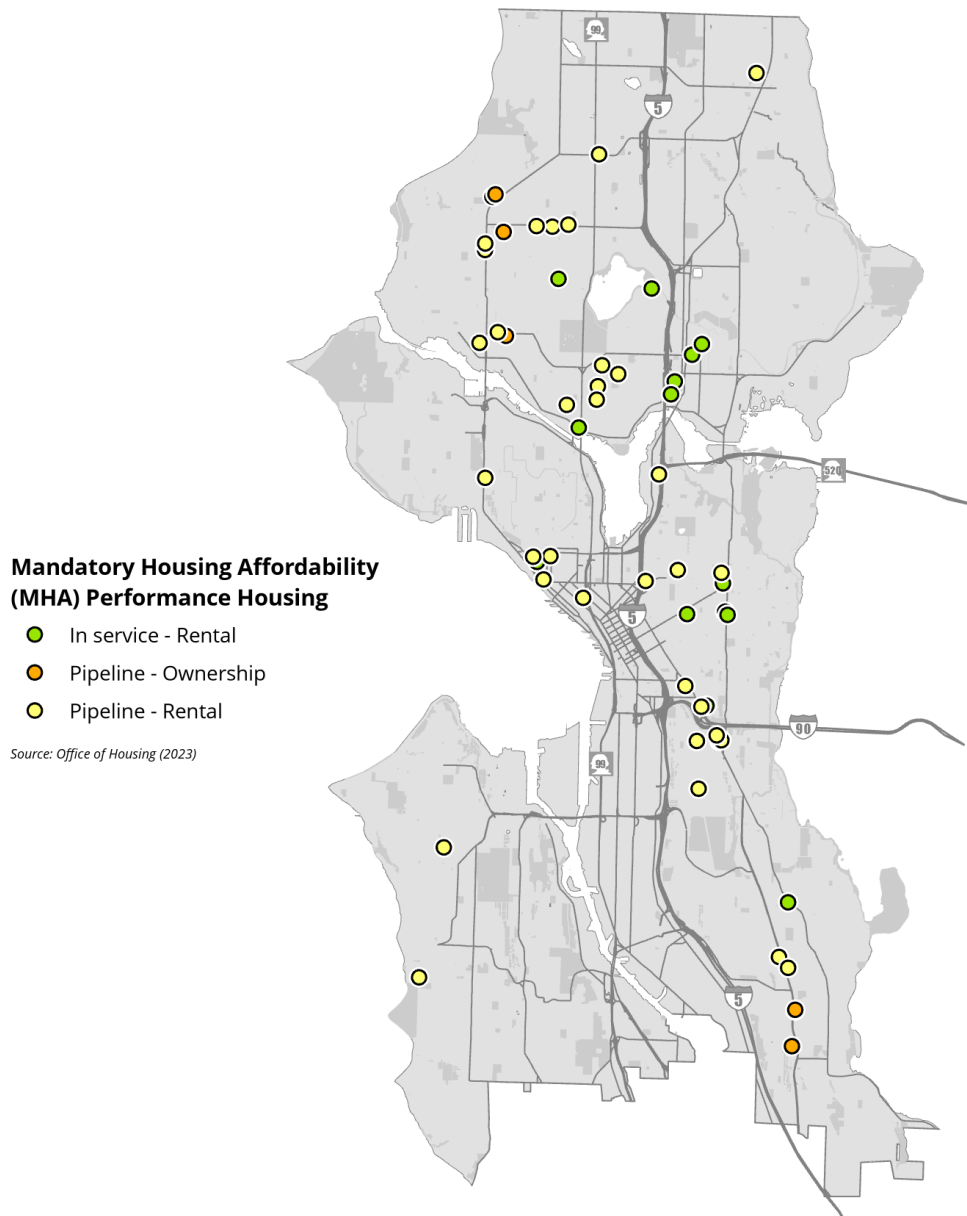 99
5
520
Mandatory Housing Affordability
(MHA) Performance Housing
In service - Rental
Pipeline - Ownership
Pipeline - Rental
Source: Office of Housing (2023)
5
90
99
5